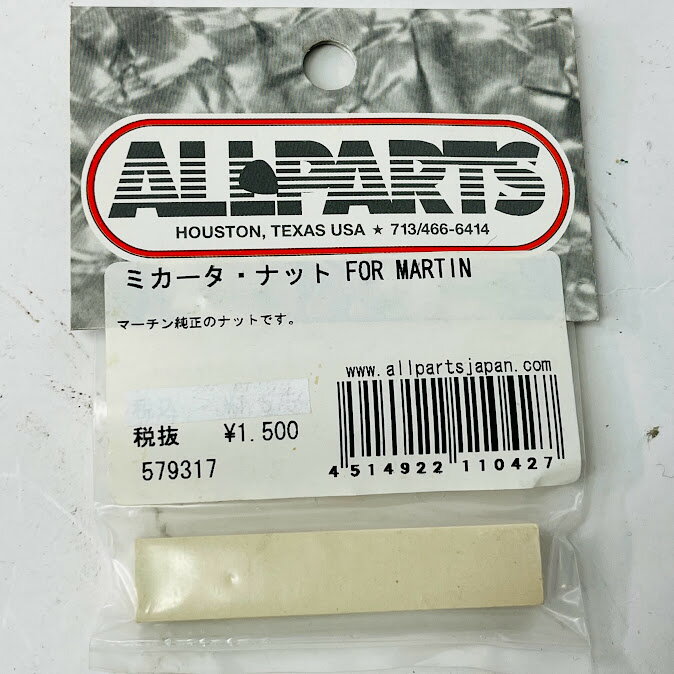 ALLPARTS
HOUSTON, TEXAS USA ★ 713/466-6414
ミカータ・ナット FOR MARTIN
マーチン純正のナットです。
www.allpartsjapan.com
税抜 ¥1.500
579317
4 514922 110427